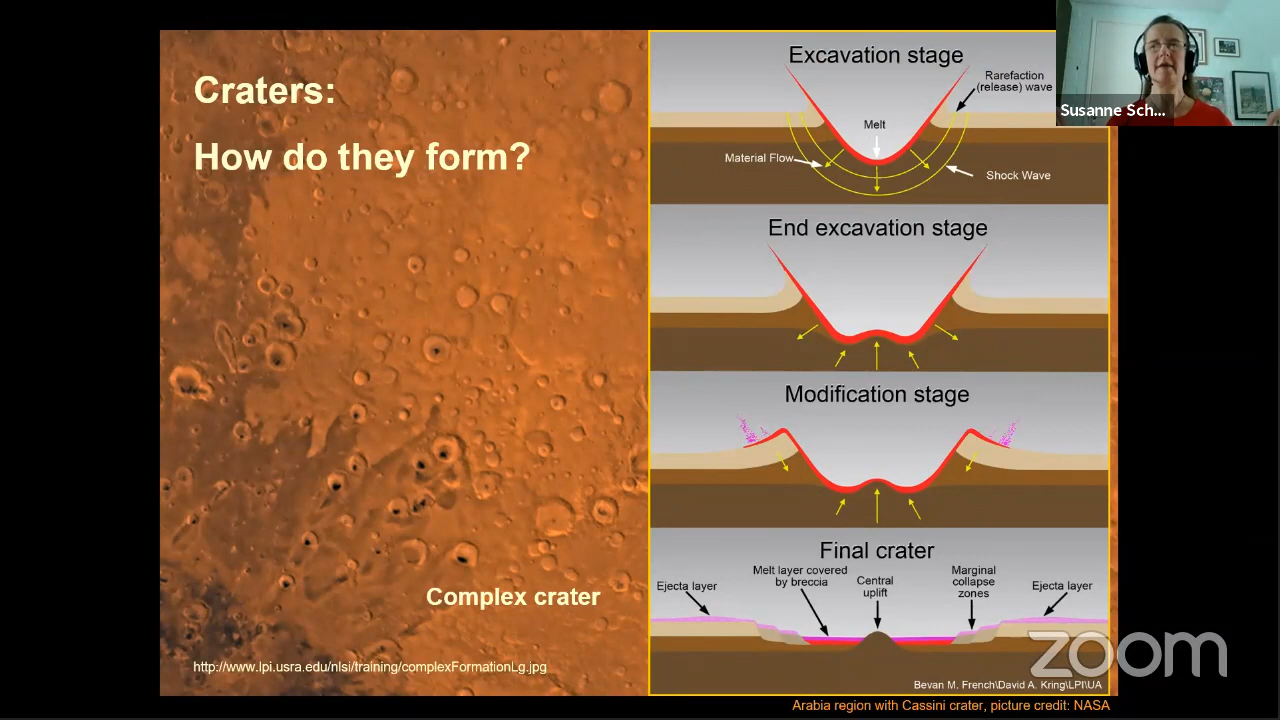 Craters:
How do they form?
Complex crater
http://www.lpi.usra.edu/nlsi/training/complexFormationLg.jpg
Excavation stage
Rarefaction
(release) wave
Melt
Material Flow
Shock Wave
End excavation stage
Modification stage
Final crater
Ejecta layer
Melt layer covered
by breccia
Central
uplift
Marginal
collapse
zones
Ejecta layer
Bevan M. French\David A. Kring\LPI\UA
Arabia region with Cassini crater, picture credit: NASA
Susanne Sch...
zoom